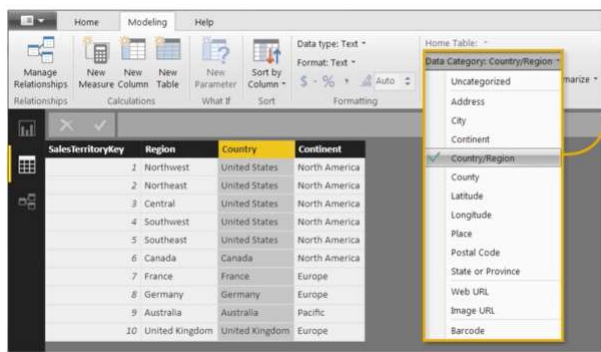 Home Modeling Help
Manage Relationships
New Measure
New Column
New Table
New Parameter
Sort by Column
Data type: Text
Format: Text
$ - % , Auto
Home Table:
Data Category: Country/Region
marize
Relationships Calculations What If Sort Formatting
Uncategorized
Address
City
Continent
Country/Region
County
Latitude
Longitude
Place
Postal Code
State or Province
Web URL
Image URL
Barcode
SalesTerritoryKey Region Country Continent
1 Northwest United States North America
2 Northeast United States North America
3 Central United States North America
4 Southwest United States North America
5 Southeast United States North America
6 Canada Canada North America
7 France France Europe
8 Germany Germany Europe
9 Australia Australia Pacific
10 United Kingdom United Kingdom Europe